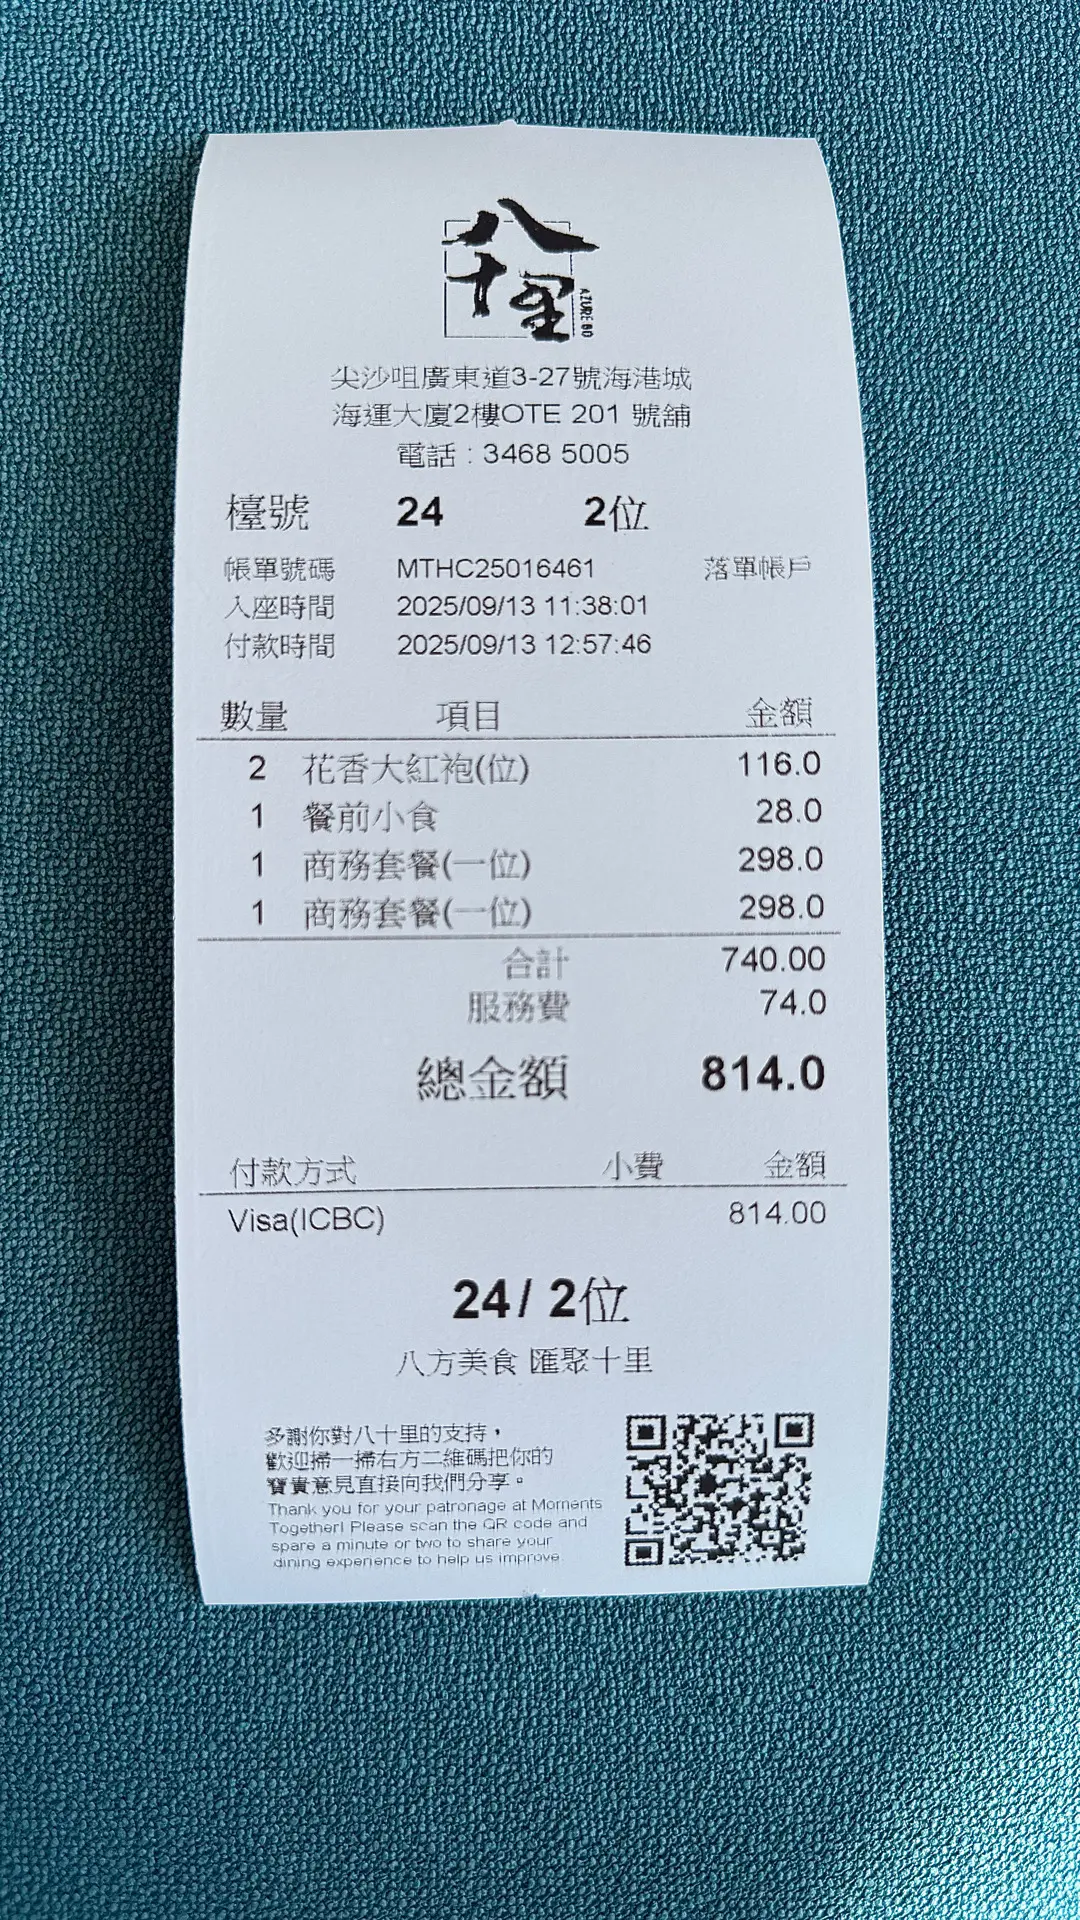 八十里
AZURE 80
尖沙咀廣東道3-27號海港城
海運大廈2樓OTE 201 號舖
電話 : 3468 5005
檯號 24 2位
帳單號碼 MTHC25016461 落單帳戶
入座時間 2025/09/13 11:38:01
付款時間 2025/09/13 12:57:46
數量 項目 金額
2 花香大紅袍(位) 116.0
1 餐前小食 28.0
1 商務套餐(一位) 298.0
1 商務套餐(一位) 298.0
合計 740.00
服務費 74.0
總金額 814.0
付款方式 小費 金額
Visa(ICBC) 814.00
24/ 2位
八方美食 匯聚十里
多謝你對八十里的支持，
歡迎掃一掃右方二維碼把你的
寶貴意見直接向我們分享。
Thank you for your patronage at Moments
Together! Please scan the QR code and
spare a minute or two to share your
dining experience to help us improve.